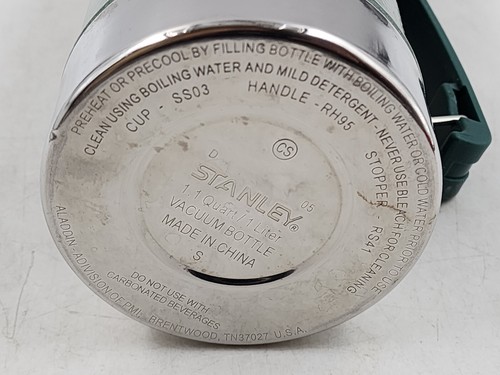 PREHEAT OR PRECOOL BY FILLING BOTTLE WITH BOILING WATER OR COLD WATER PRIOR TO USE
CLEAN USING BOILING WATER AND MILD DETERGENT - NEVER USE BLEACH FOR CLEANING
CUP - SS03 HANDLE - RH95 STOPPER - RS41
CS
D 05
STANLEY®
1.1 Quart / 1 Liter
VACUUM BOTTLE
MADE IN CHINA
S
DO NOT USE WITH
CARBONATED BEVERAGES
ALADDIN - A DIVISION OF PMI, BRENTWOOD, TN37027 U.S.A.